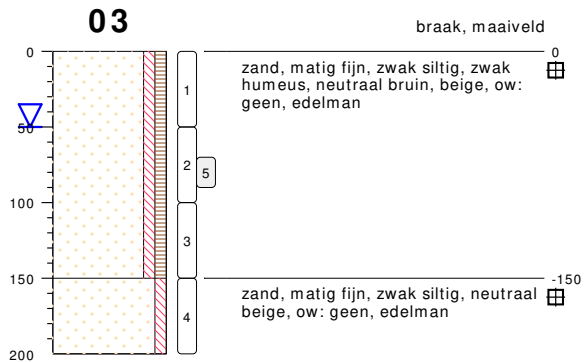 03
braak, maaiveld
0
0
zand, matig fijn, zwak siltig, zwak
humeus, neutraal bruin, beige, ow:
geen, edelman
1
50
2
5
100
3
150
-150
zand, matig fijn, zwak siltig, neutraal
beige, ow: geen, edelman
4
200